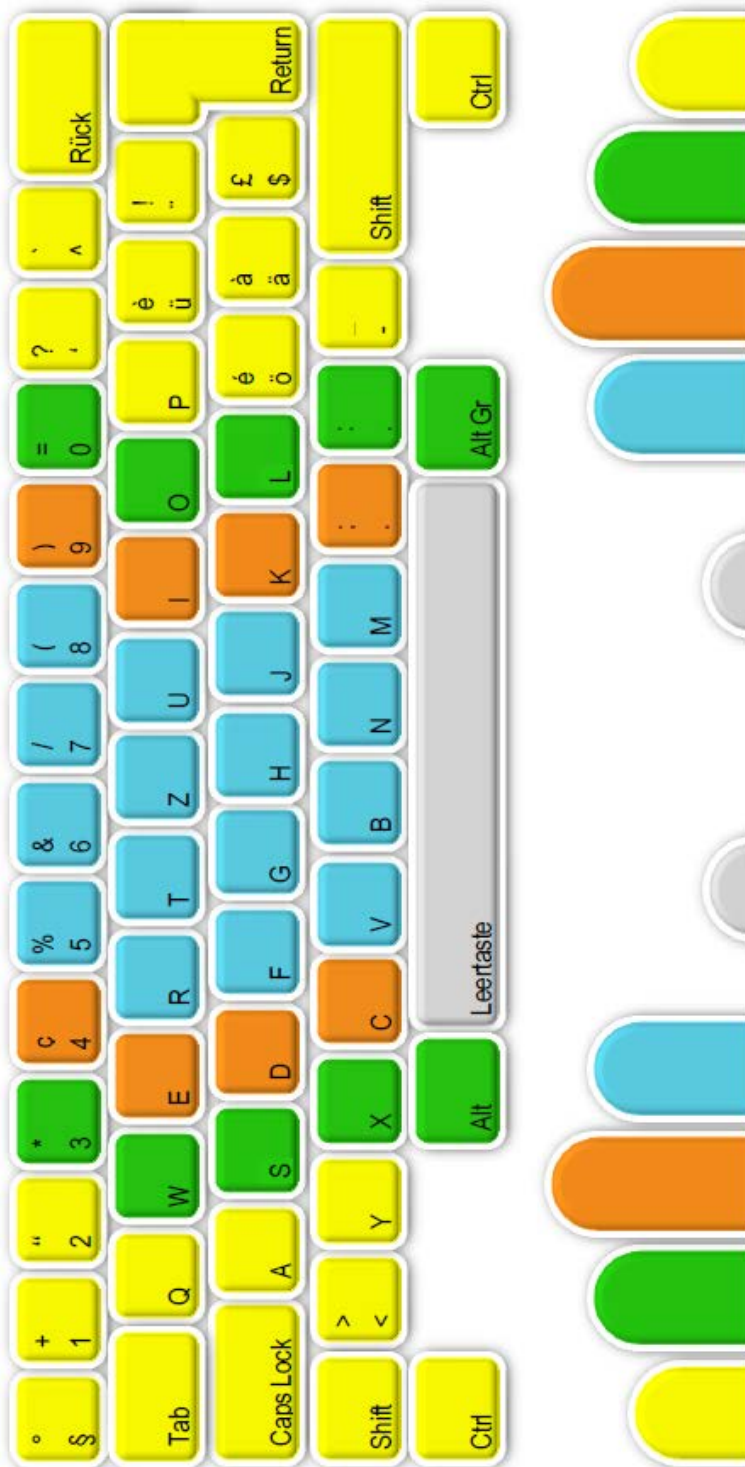 ° + “ * ç % & / ( ) = ? `
§ 1 2 3 4 5 6 7 8 9 0 ' ^ Rück
è !
Tab Q W E R T Z U I O P ü ¨ Return
é à £
Caps Lock A S D F G H J K L ö ä $
> : : _
Shift < Y X C V B N M . . - Shift
Ctrl Alt Leertaste Alt Gr Ctrl